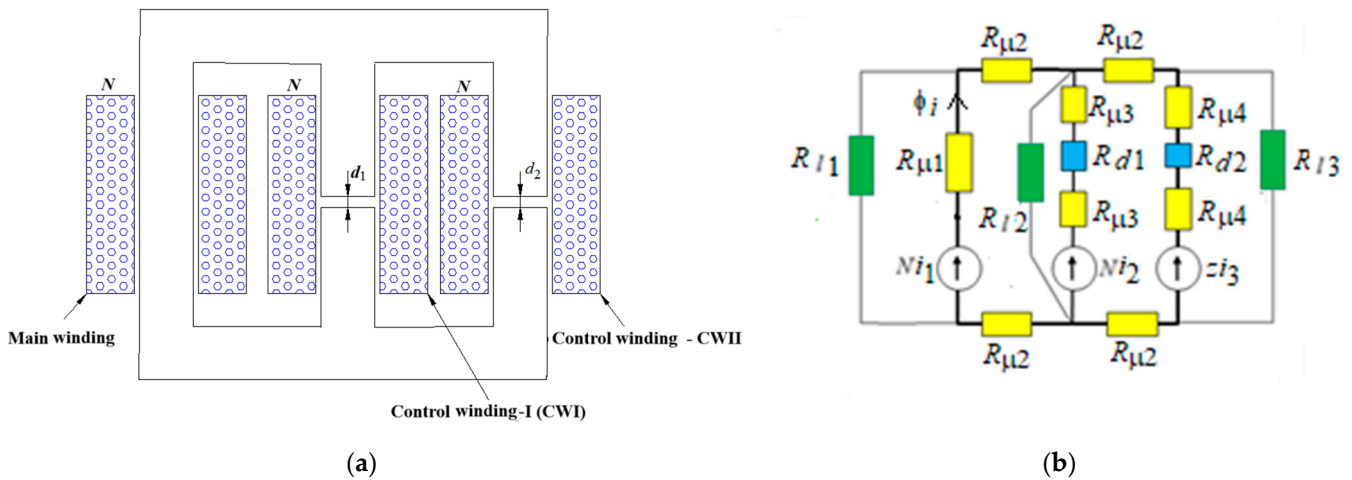 N
N
d1
d2
Main winding
Control winding - CWII
Control winding-I (CWI)
(a)
Rμ2
Rμ2
ϕi
Rμ3
Rμ4
Rl1
Rμ1
Rd1
Rd2
Rl3
Rl2
Rμ3
Rμ4
Ni1
Ni2
zi3
Rμ2
Rμ2
(b)